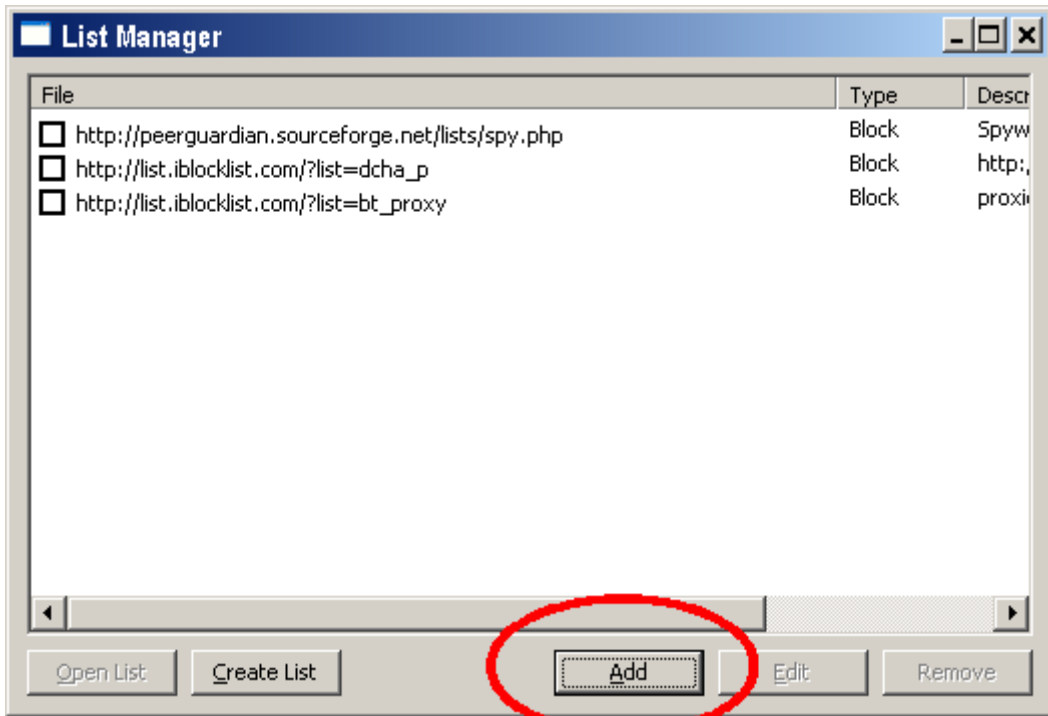 List Manager
File Type Descr
http://peerguardian.sourceforge.net/lists/spy.php Block Spyw
http://list.iblocklist.com/?list=dcha_p Block http:,
http://list.iblocklist.com/?list=bt_proxy Block proxi
Open List Create List Add Edit Remove